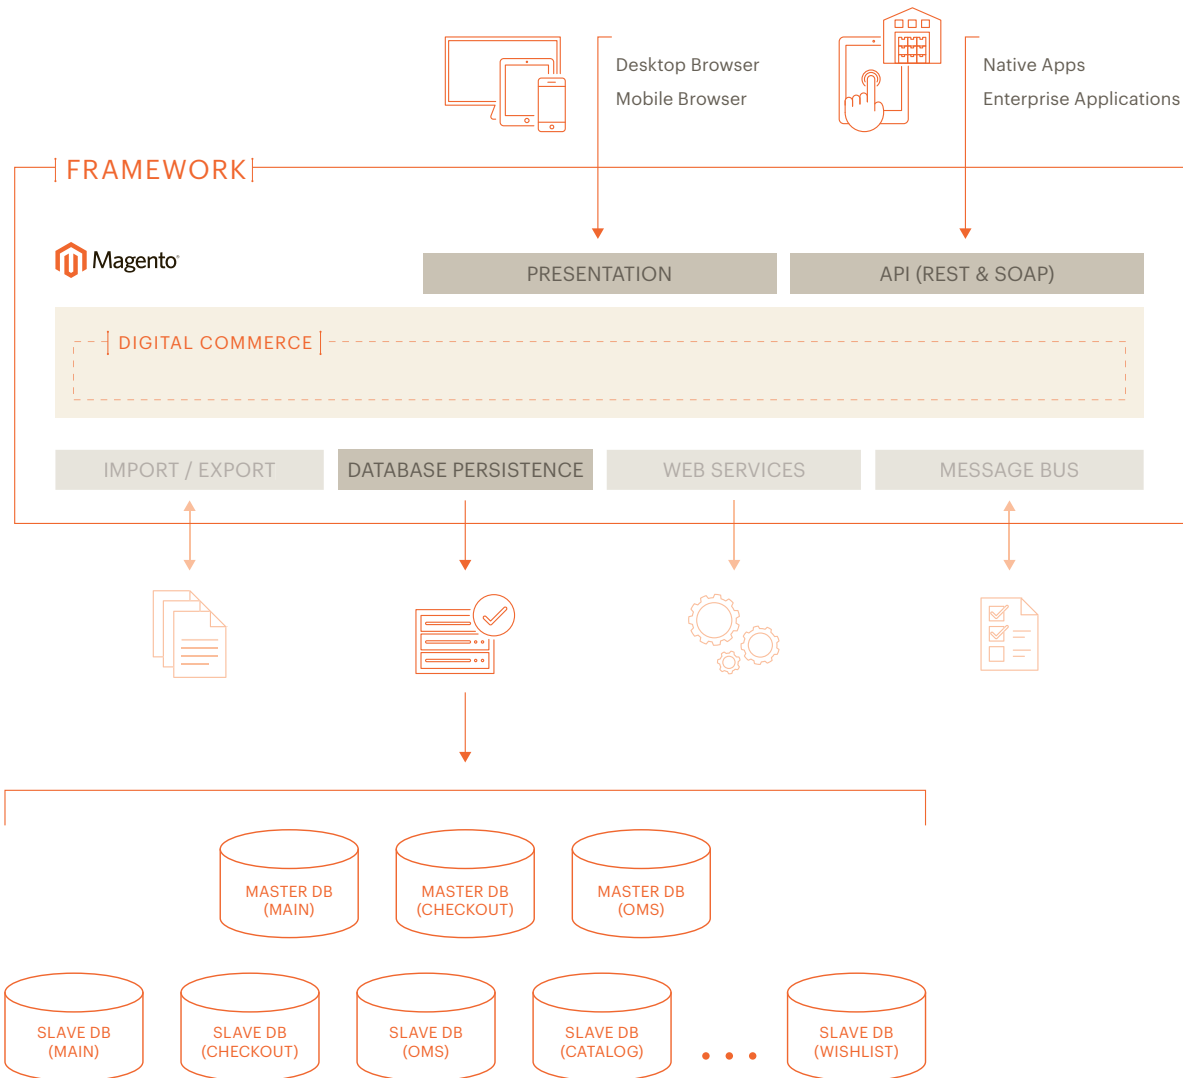 Desktop Browser
Mobile Browser
Native Apps
Enterprise Applications
FRAMEWORK
Magento
PRESENTATION
API (REST & SOAP)
DIGITAL COMMERCE
IMPORT / EXPORT
DATABASE PERSISTENCE
WEB SERVICES
MESSAGE BUS
MASTER DB
(MAIN)
MASTER DB
(CHECKOUT)
MASTER DB
(OMS)
SLAVE DB
(MAIN)
SLAVE DB
(CHECKOUT)
SLAVE DB
(OMS)
SLAVE DB
(CATALOG)
• • •
SLAVE DB
(WISHLIST)